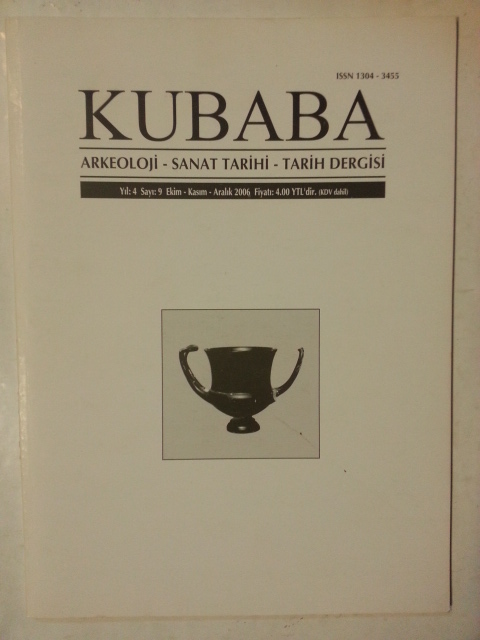 ISSN 1304 - 3455
KUBABA
ARKEOLOJİ - SANAT TARİHİ - TARİH DERGİSİ
Yıl: 4 Sayı: 9 Ekim - Kasım - Aralık 2006 Fiyatı: 4.00 YTL'dir. (KDV dahil)